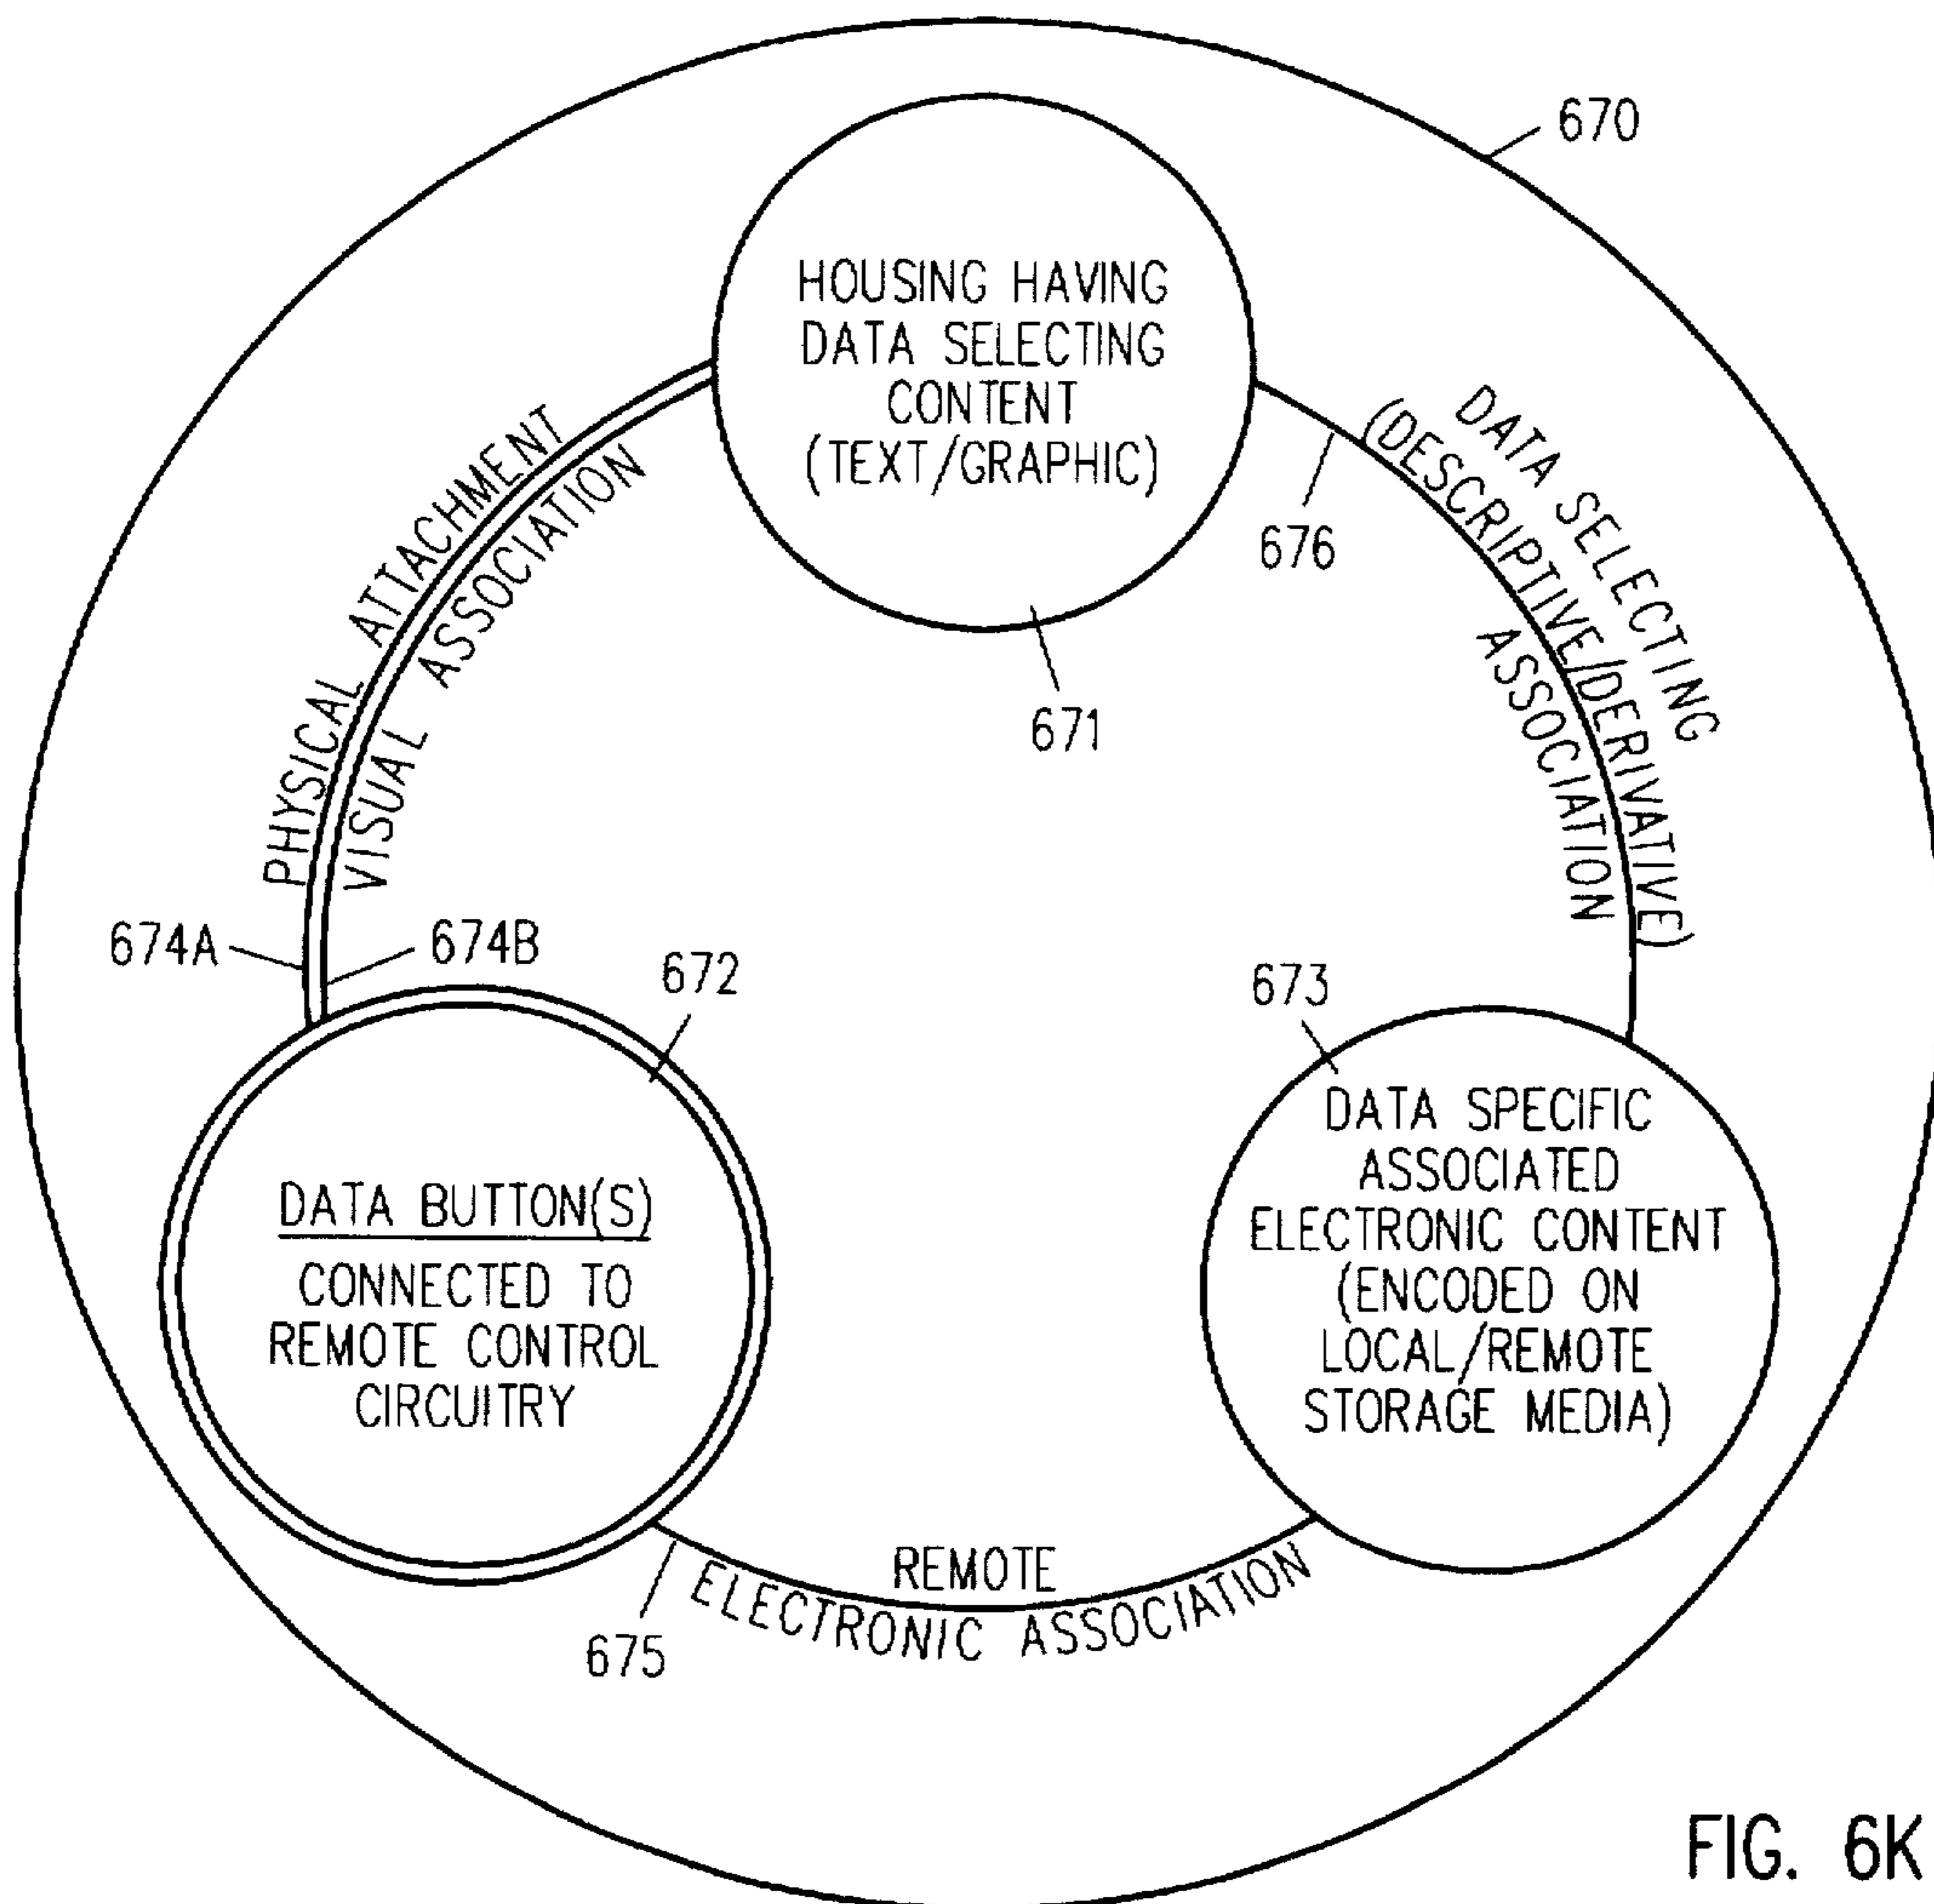 670
HOUSING HAVING
DATA SELECTING
CONTENT
(TEXT/GRAPHIC)
671
PHYSICAL ATTACHMENT
VISUAL ASSOCIATION
674A
674B
676
DATA SELECTING
(DESCRIPTIVE/DERIVATIVE)
ASSOCIATION
672
DATA BUTTON(S)
CONNECTED TO
REMOTE CONTROL
CIRCUITRY
673
DATA SPECIFIC
ASSOCIATED
ELECTRONIC CONTENT
(ENCODED ON
LOCAL/REMOTE
STORAGE MEDIA)
REMOTE
ELECTRONIC ASSOCIATION
675
FIG. 6K